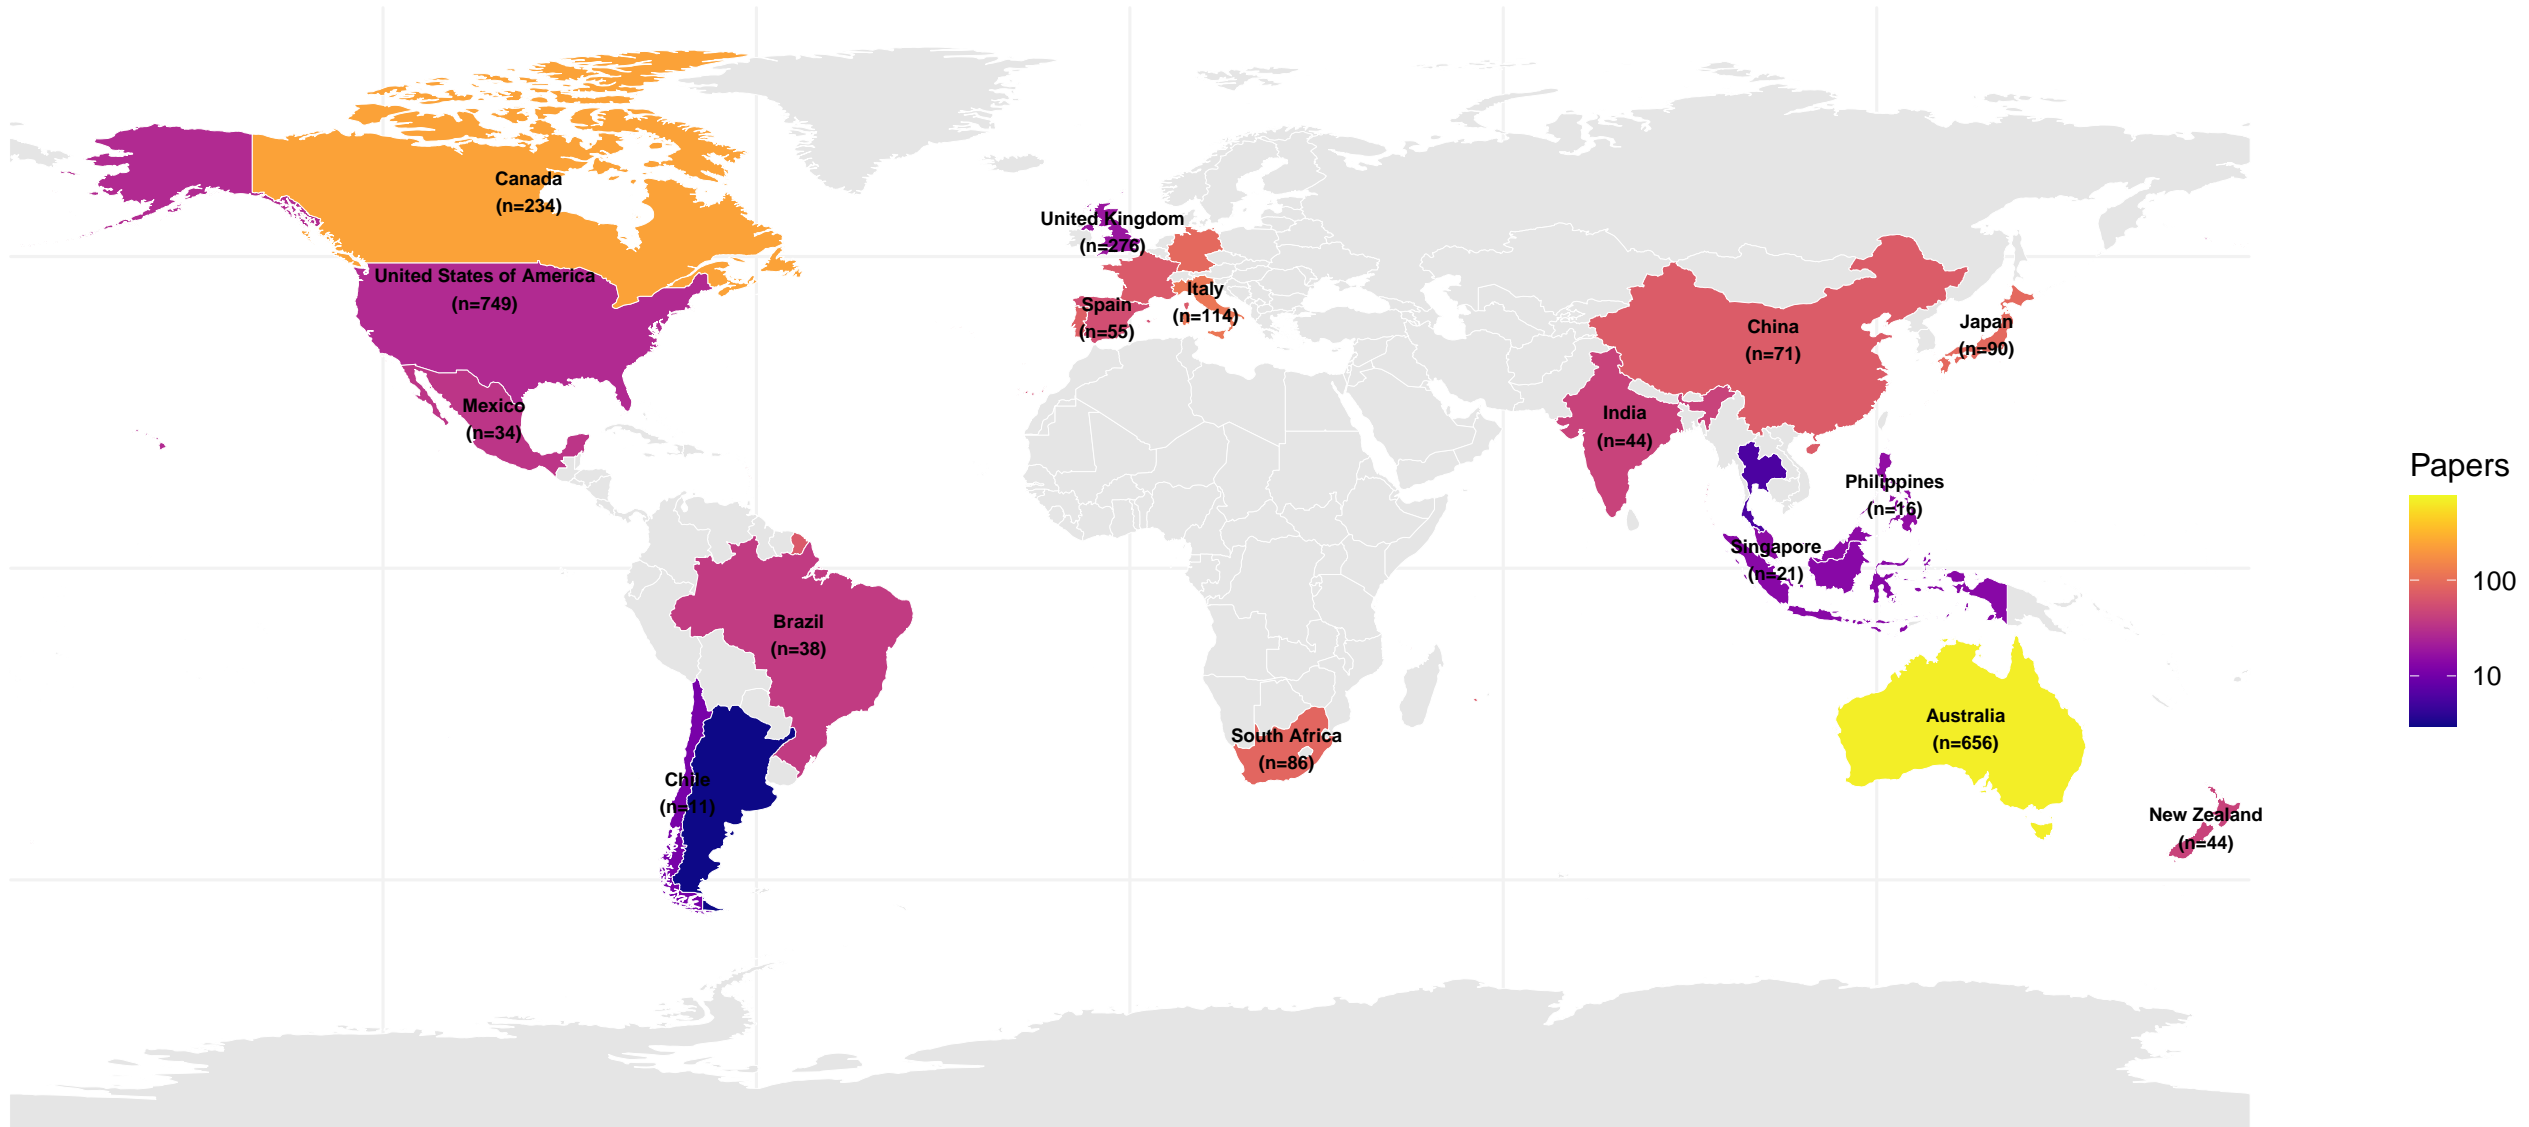 Canada
(n=234)
United States of America
(n=749)
Mexico
(n=34)
Brazil
(n=38)
Chile
(n=11)
United Kingdom
(n=276)
Spain
(n=55)
Italy
(n=114)
South Africa
(n=86)
China
(n=71)
Japan
(n=90)
India
(n=44)
Philippines
(n=16)
Singapore
(n=21)
Australia
(n=656)
New Zealand
(n=44)
Papers
100
10